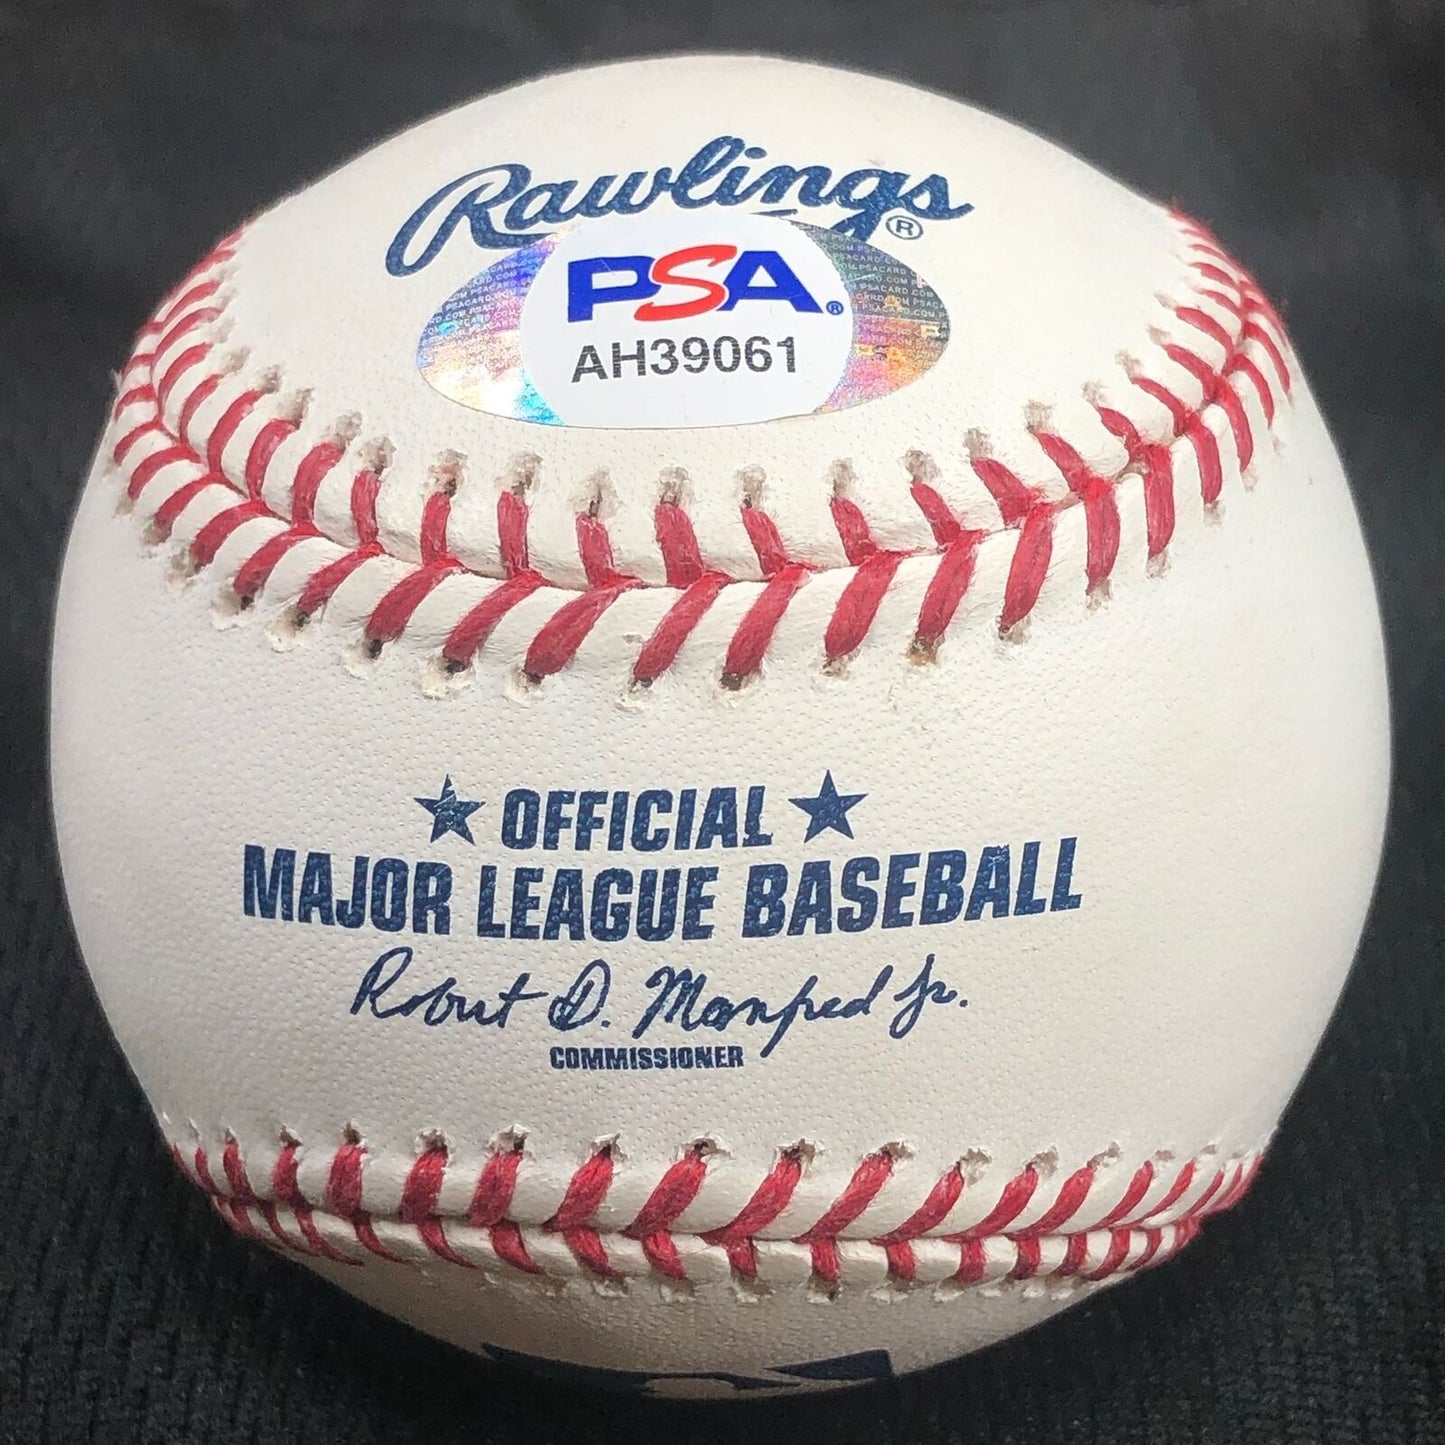 Rawlings®
PSA®
AH39061
★ OFFICIAL ★
MAJOR LEAGUE BASEBALL
Robert D. Manfred Jr.
COMMISSIONER